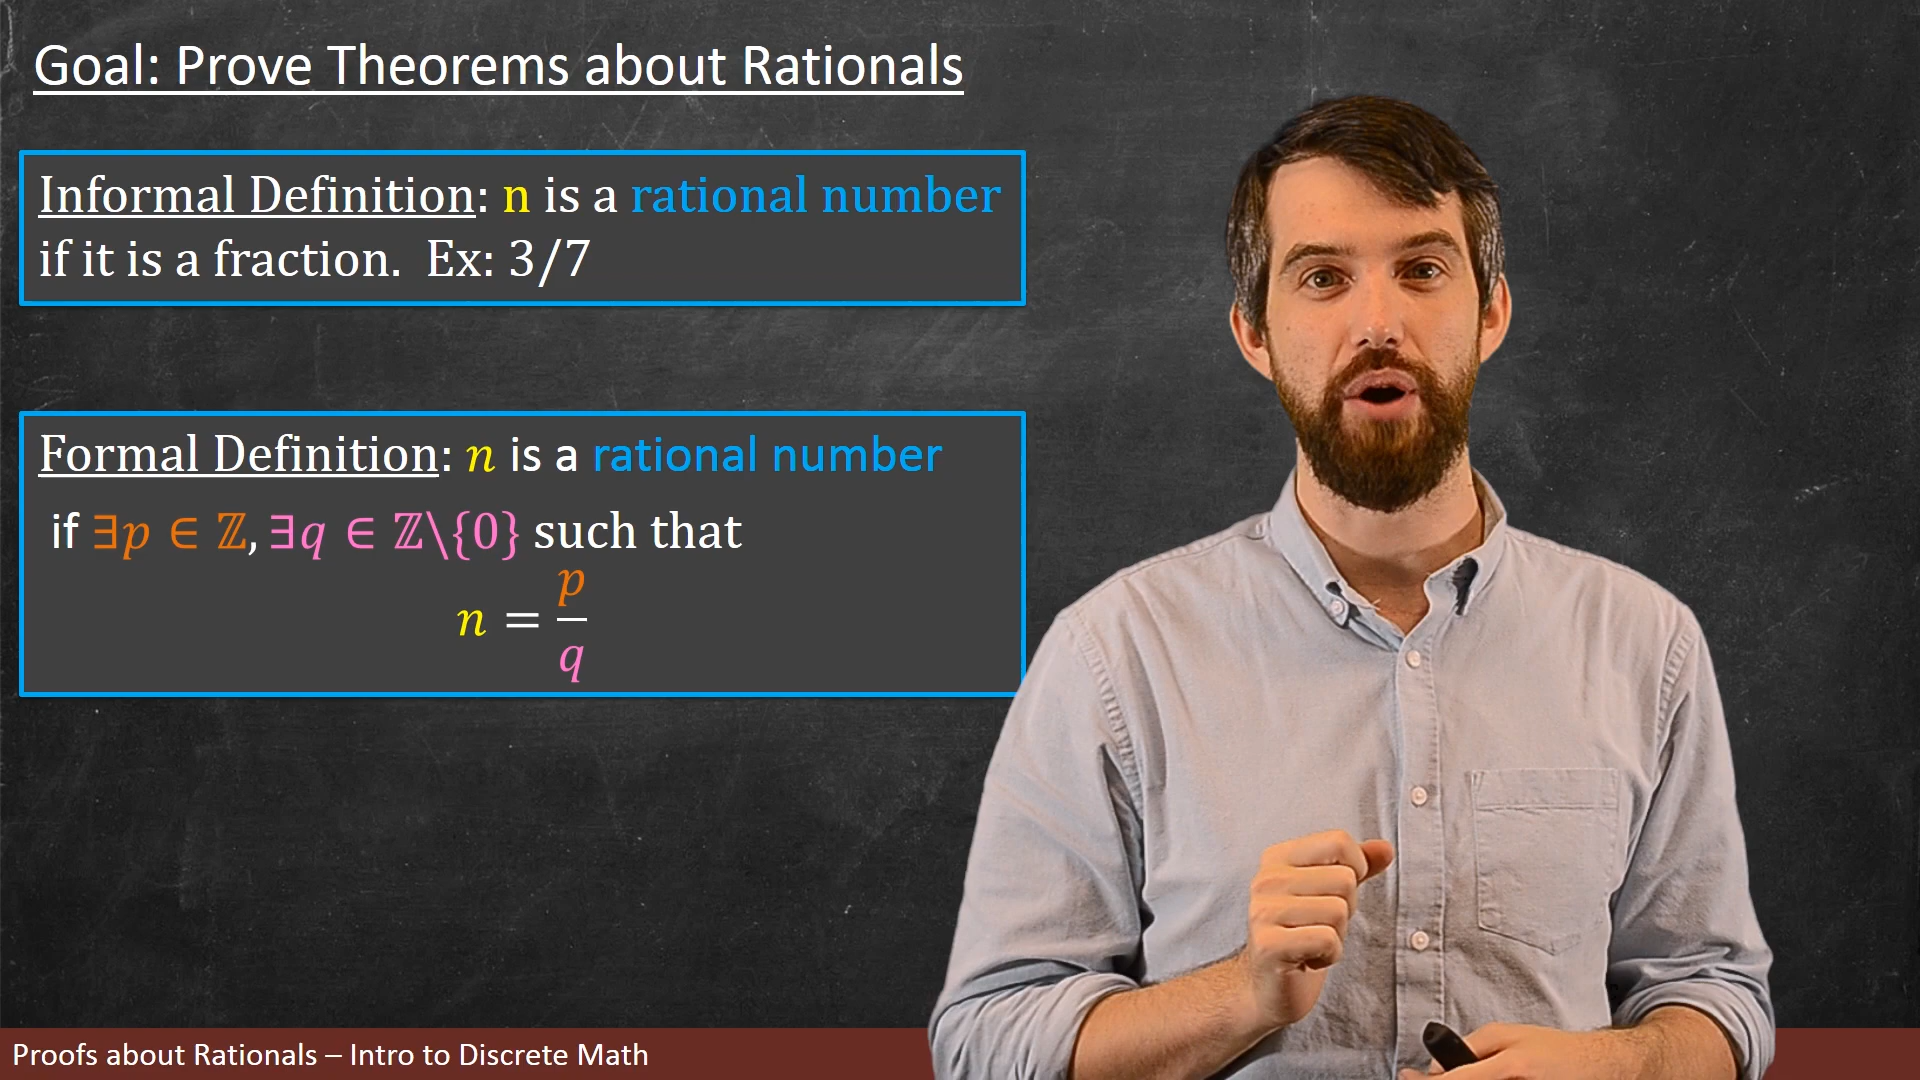 Goal: Prove Theorems about Rationals
Informal Definition: n is a rational number
if it is a fraction. Ex: 3/7
Formal Definition: n is a rational number
if ∃p ∈ ℤ, ∃q ∈ ℤ\{0} such that
n = p/q
Proofs about Rationals – Intro to Discrete Math